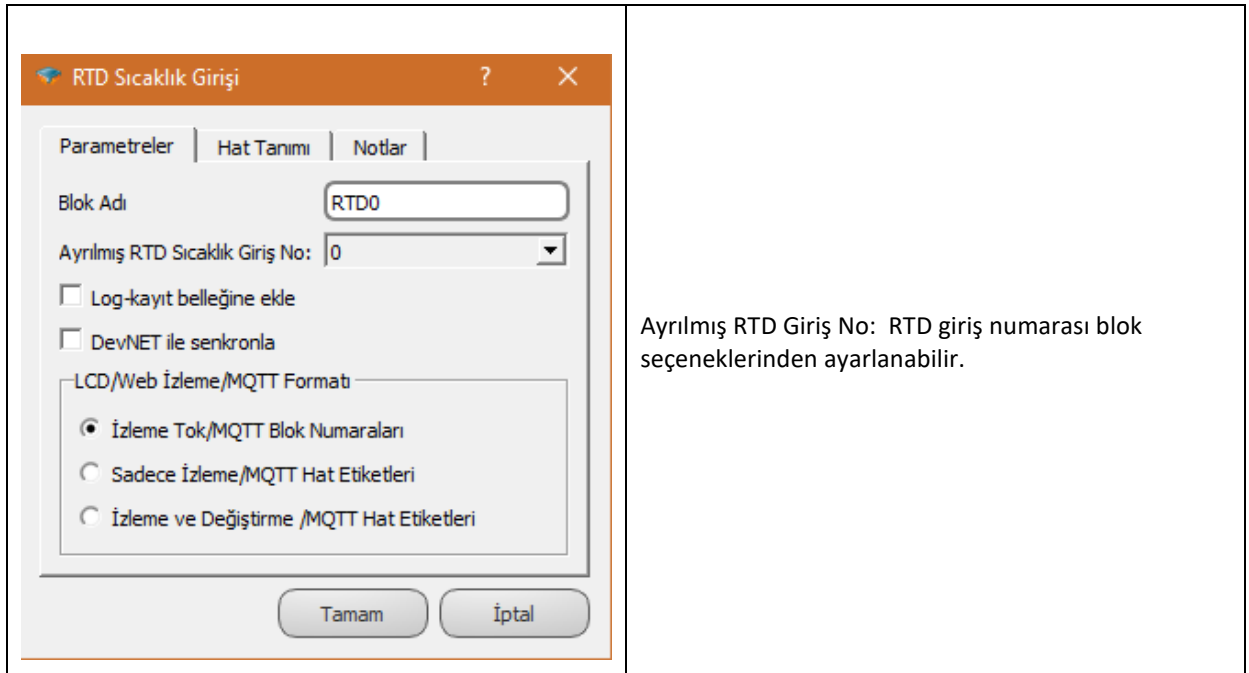 RTD Sıcaklık Girişi ? ×
Parametreler Hat Tanımı Notlar
Blok Adı RTD0
Ayrılmış RTD Sıcaklık Giriş No: 0
Log-kayıt belleğine ekle
DevNET ile senkronla
LCD/Web İzleme/MQTT Formatı
İzleme Tok/MQTT Blok Numaraları
Sadece İzleme/MQTT Hat Etiketleri
İzleme ve Değiştirme /MQTT Hat Etiketleri
Tamam İptal
Ayrılmış RTD Giriş No: RTD giriş numarası blok
seçeneklerinden ayarlanabilir.